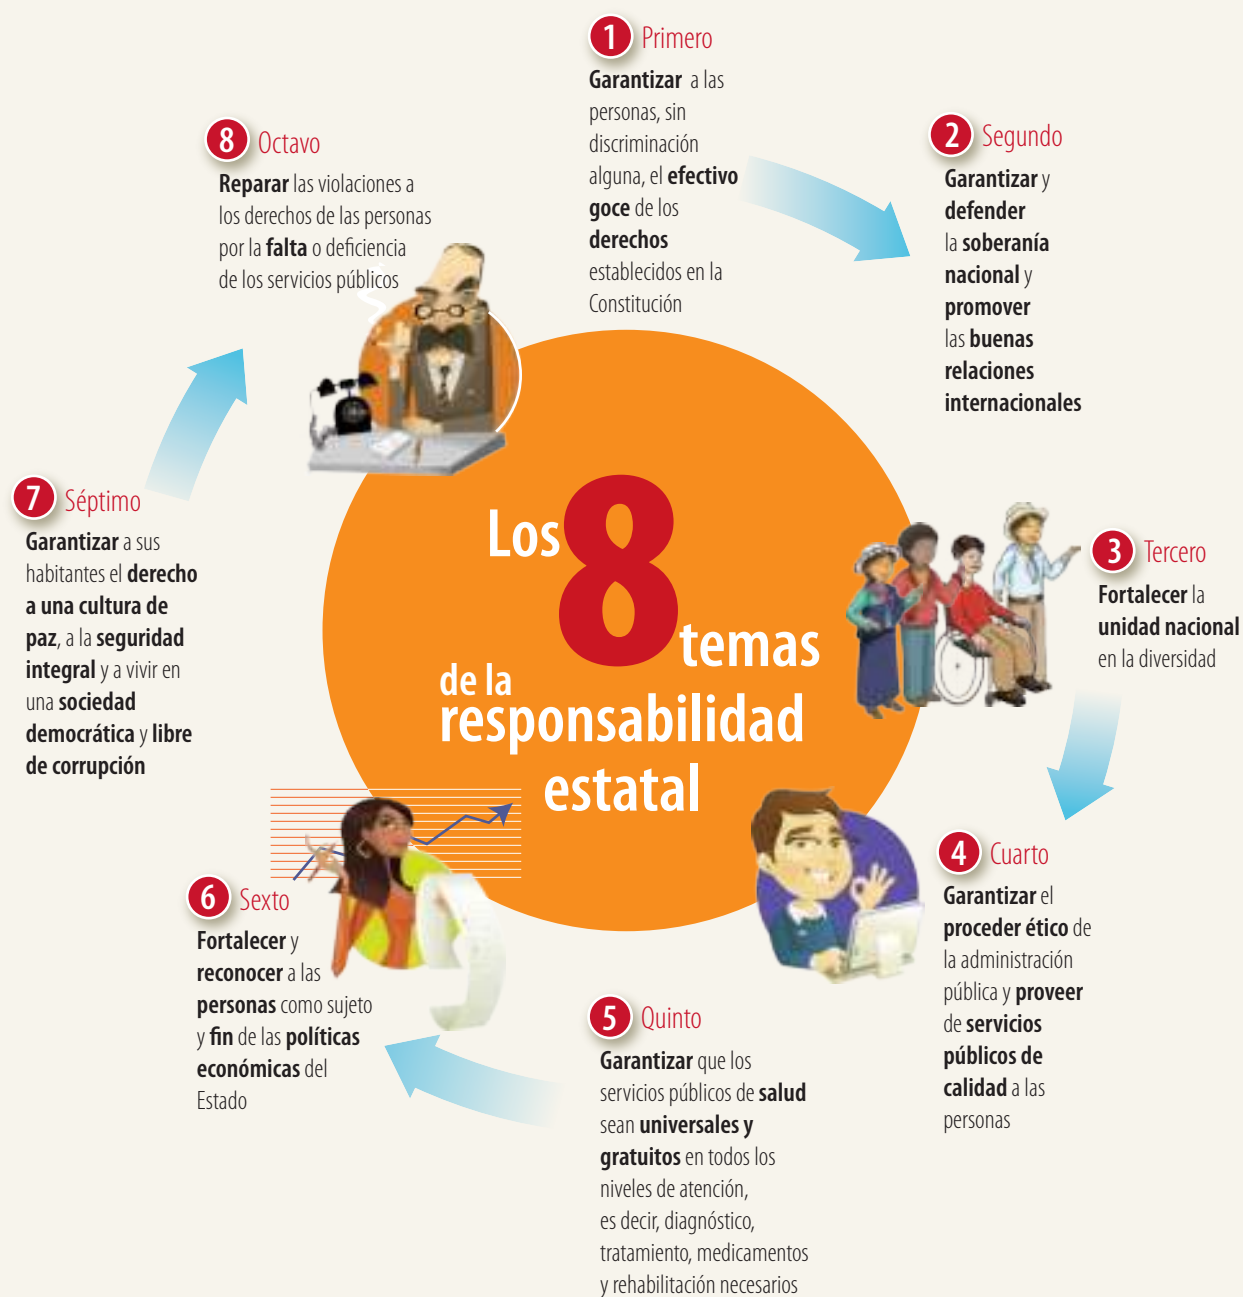 1 Primero
Garantizar a las
personas, sin
discriminación
alguna, el efectivo
goce de los
derechos
establecidos en la
Constitución
2 Segundo
Garantizar y
defender
la soberanía
nacional y
promover
las buenas
relaciones
internacionales
3 Tercero
Fortalecer la
unidad nacional
en la diversidad
4 Cuarto
Garantizar el
proceder ético de
la administración
pública y proveer
de servicios
públicos de
calidad a las
personas
5 Quinto
Garantizar que los
servicios públicos de salud
sean universales y
gratuitos en todos los
niveles de atención,
es decir, diagnóstico,
tratamiento, medicamentos
y rehabilitación necesarios
6 Sexto
Fortalecer y
reconocer a las
personas como sujeto
y fin de las políticas
económicas del
Estado
7 Séptimo
Garantizar a sus
habitantes el derecho
a una cultura de
paz, a la seguridad
integral y a vivir en
una sociedad
democrática y libre
de corrupción
8 Octavo
Reparar las violaciones a
los derechos de las personas
por la falta o deficiencia
de los servicios públicos
Los 8 temas
de la
responsabilidad
estatal